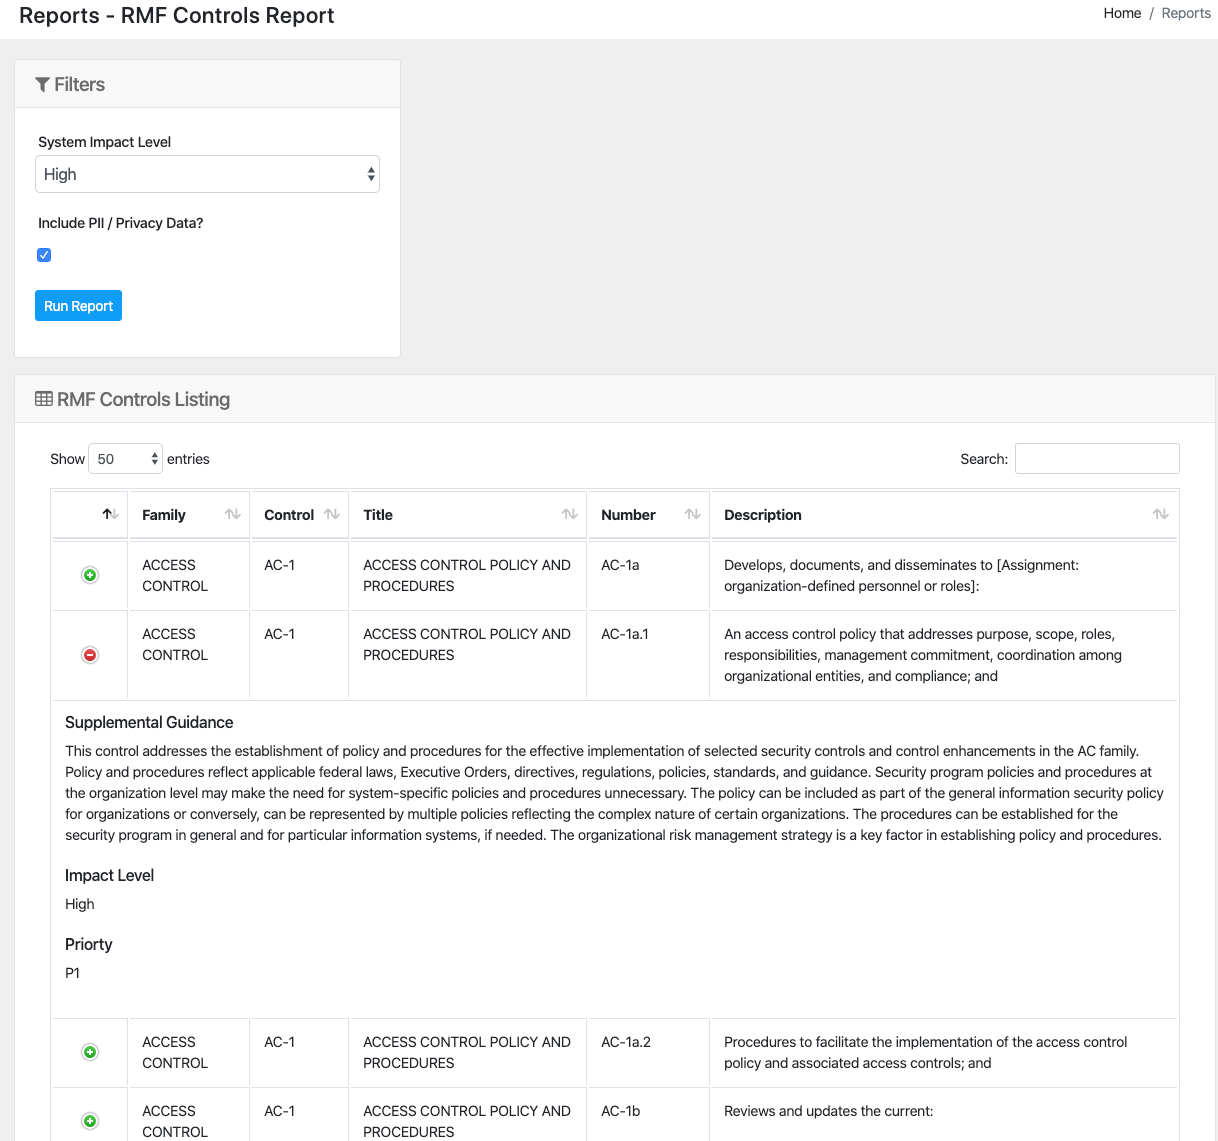 Reports - RMF Controls Report
Home / Reports
Filters
System Impact Level
High
Include PII / Privacy Data?
Run Report
RMF Controls Listing
Show 50 entries
Search:
Family Control Title Number Description
ACCESS CONTROL AC-1 ACCESS CONTROL POLICY AND PROCEDURES AC-1a Develops, documents, and disseminates to [Assignment: organization-defined personnel or roles]:
ACCESS CONTROL AC-1 ACCESS CONTROL POLICY AND PROCEDURES AC-1a.1 An access control policy that addresses purpose, scope, roles, responsibilities, management commitment, coordination among organizational entities, and compliance; and
Supplemental Guidance
This control addresses the establishment of policy and procedures for the effective implementation of selected security controls and control enhancements in the AC family.
Policy and procedures reflect applicable federal laws, Executive Orders, directives, regulations, policies, standards, and guidance. Security program policies and procedures at
the organization level may make the need for system-specific policies and procedures unnecessary. The policy can be included as part of the general information security policy
for organizations or conversely, can be represented by multiple policies reflecting the complex nature of certain organizations. The procedures can be established for the
security program in general and for particular information systems, if needed. The organizational risk management strategy is a key factor in establishing policy and procedures.
Impact Level
High
Priorty
P1
ACCESS CONTROL AC-1 ACCESS CONTROL POLICY AND PROCEDURES AC-1a.2 Procedures to facilitate the implementation of the access control policy and associated access controls; and
ACCESS CONTROL AC-1 ACCESS CONTROL POLICY AND PROCEDURES AC-1b Reviews and updates the current: